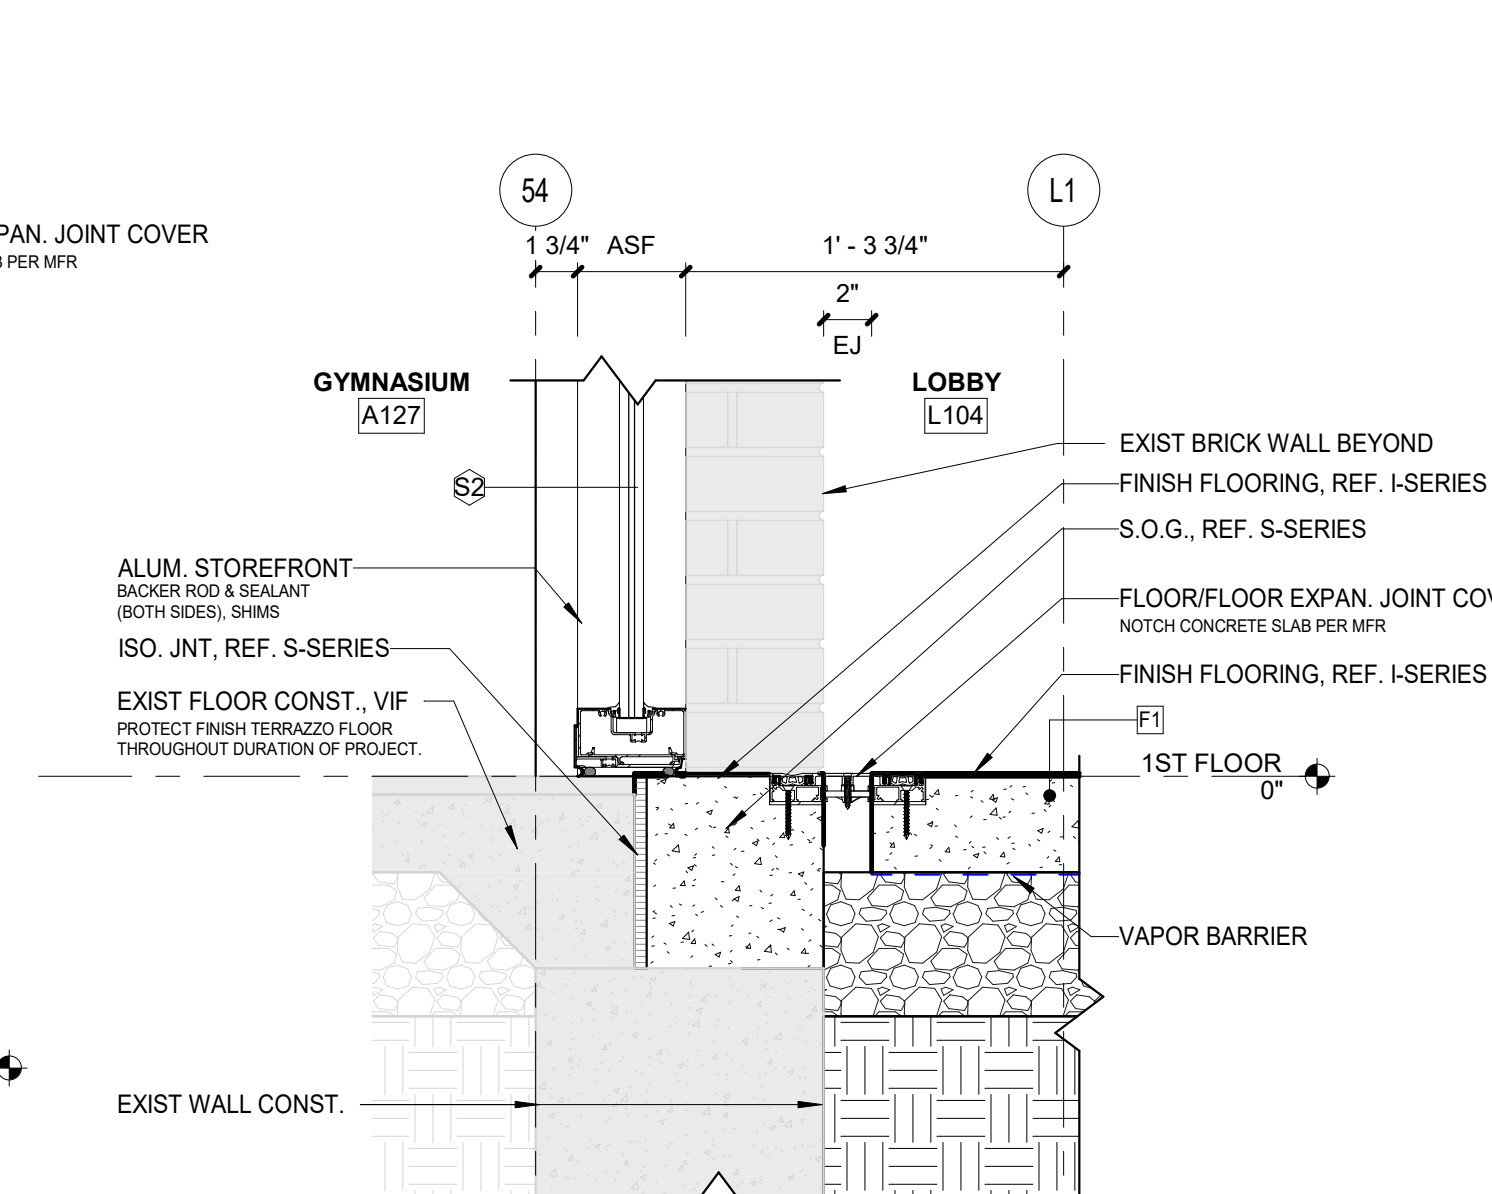 54
L1
PAN. JOINT COVER
PER MFR
1 3/4" ASF 1' - 3 3/4"
2"
EJ
GYMNASIUM
A127
LOBBY
L104
EXIST BRICK WALL BEYOND
FINISH FLOORING, REF. I-SERIES
S2
S.O.G., REF. S-SERIES
ALUM. STOREFRONT
BACKER ROD & SEALANT
(BOTH SIDES), SHIMS
FLOOR/FLOOR EXPAN. JOINT COV
NOTCH CONCRETE SLAB PER MFR
ISO. JNT, REF. S-SERIES
FINISH FLOORING, REF. I-SERIES
EXIST FLOOR CONST., VIF
PROTECT FINISH TERRAZZO FLOOR
THROUGHOUT DURATION OF PROJECT.
F1
1ST FLOOR
0"
VAPOR BARRIER
EXIST WALL CONST.